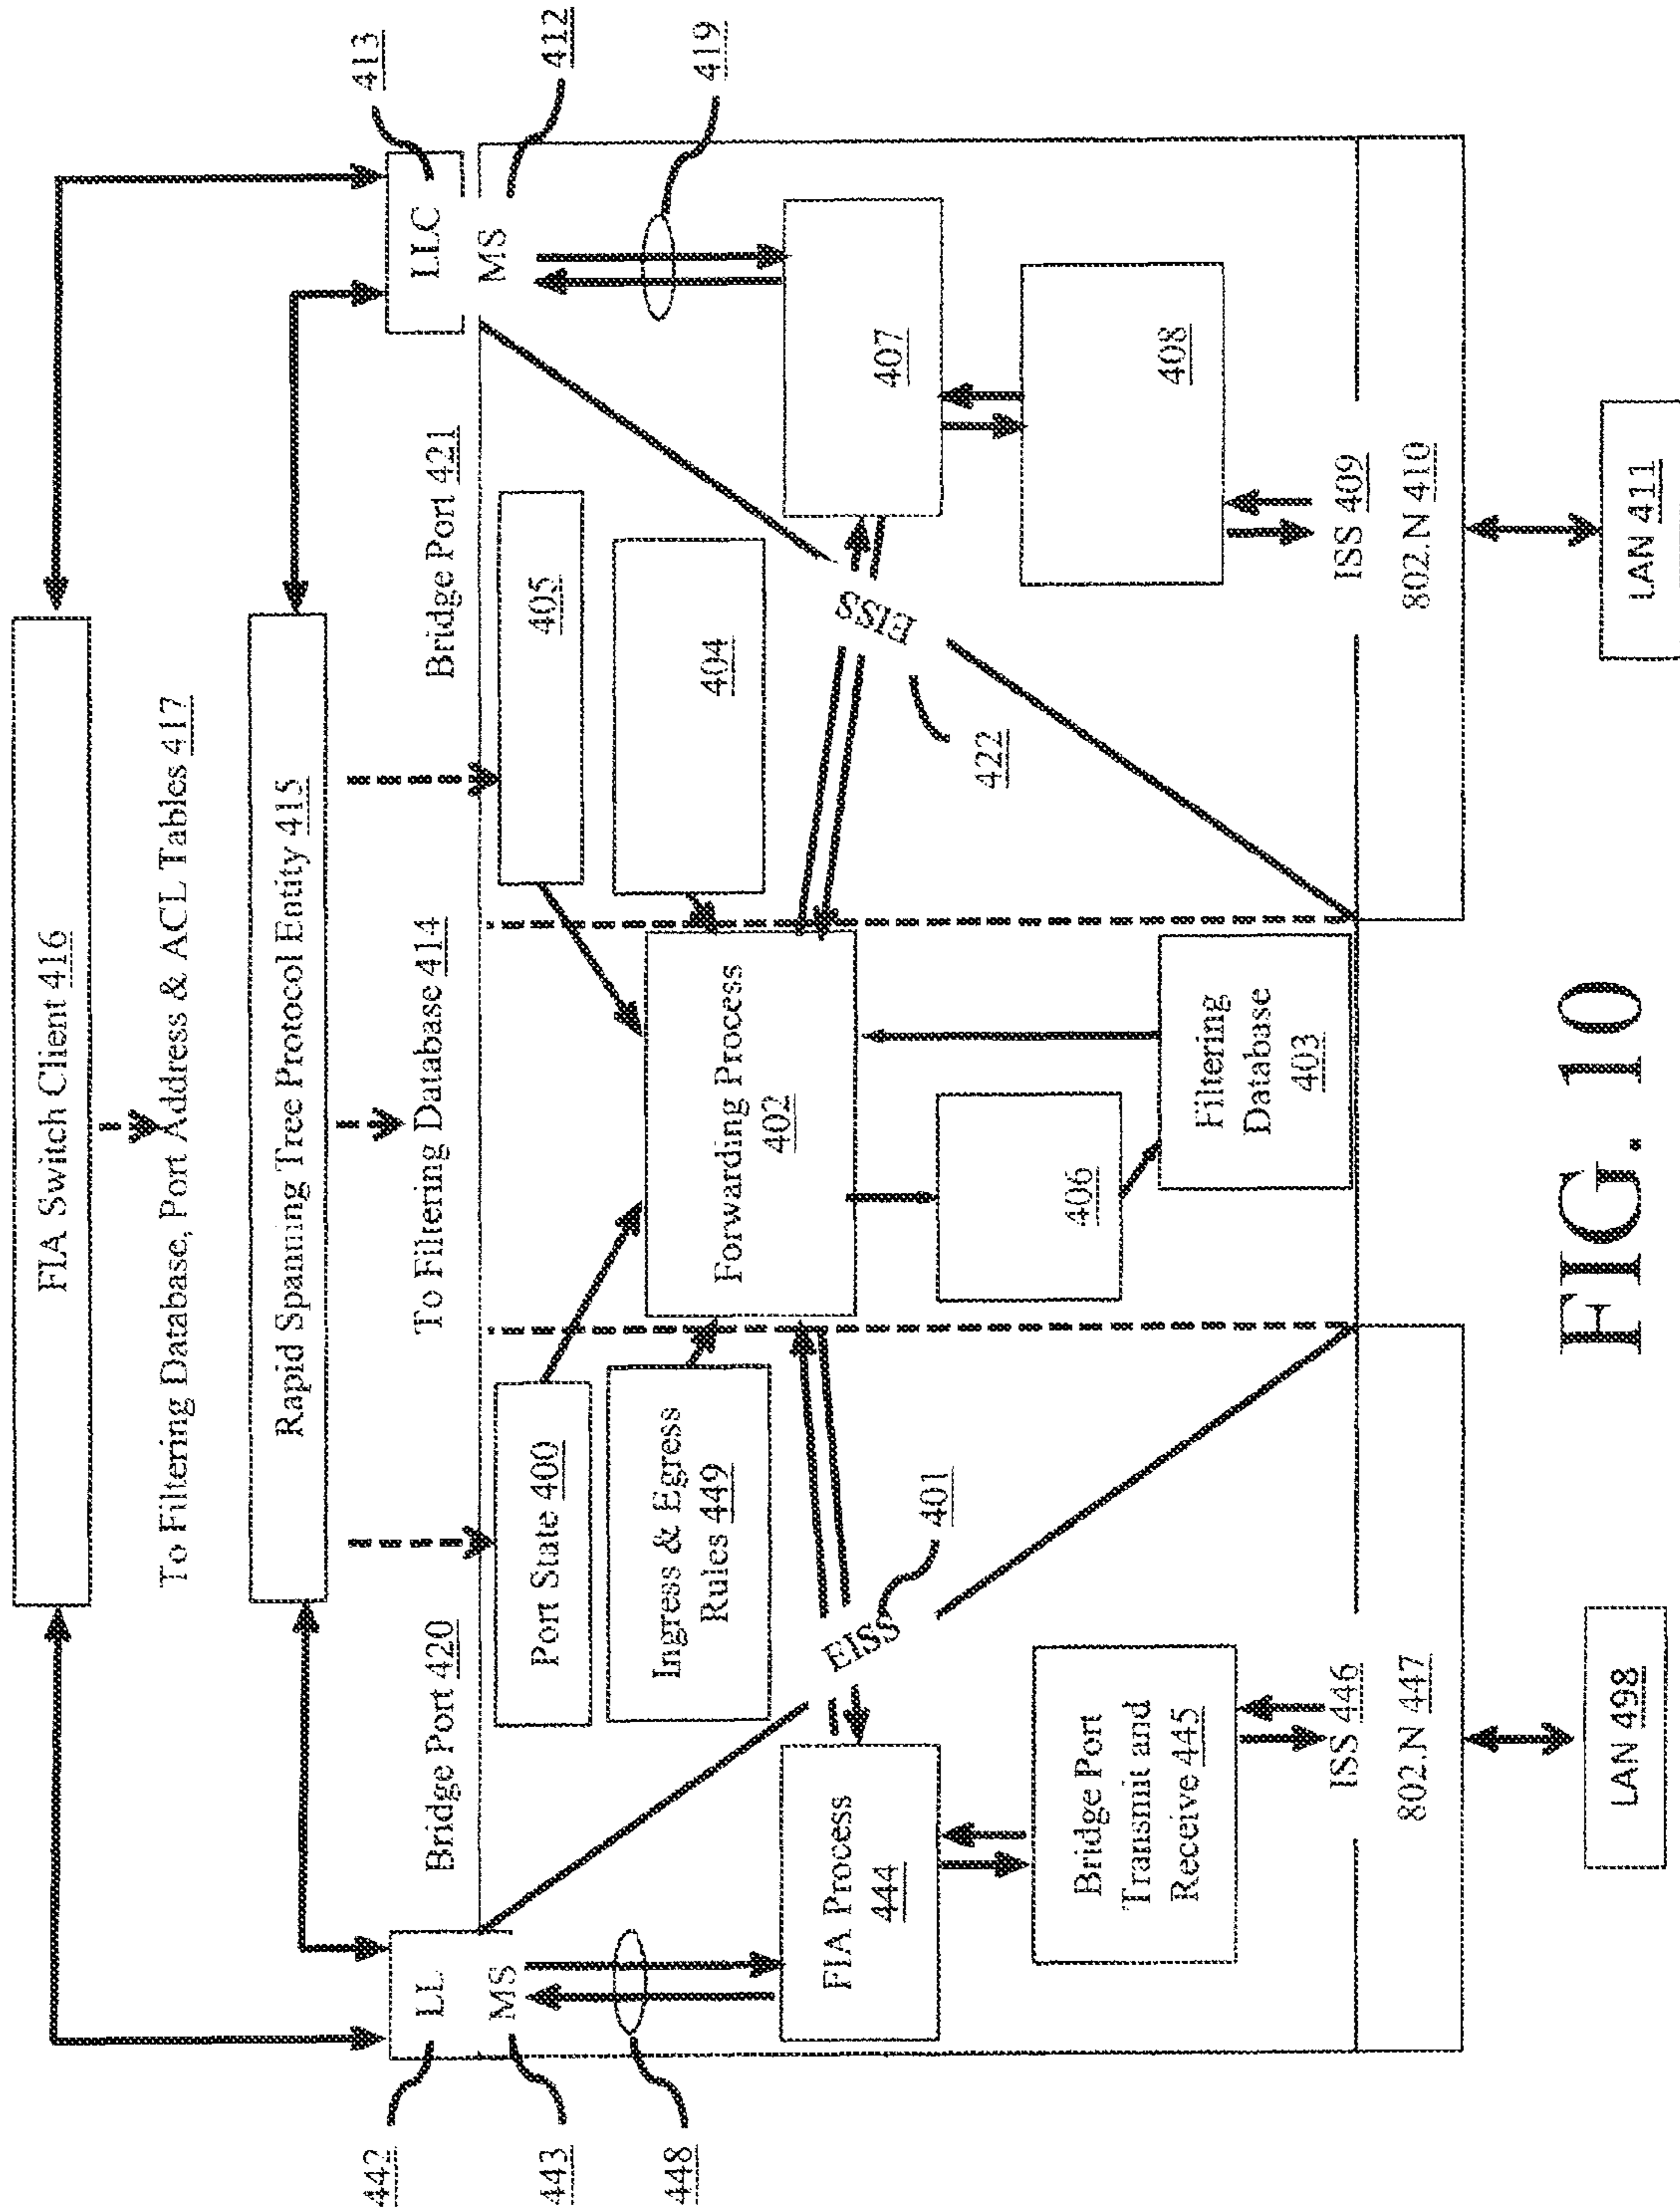 FIA Switch Client 416
To Filtering Database, Port Address & ACL Tables 417
Rapid Spanning Tree Protocol Entity 415
To Filtering Database 414
Bridge Port 420
Bridge Port 421
442
LL
443
MS
448
LLC
413
MS
412
419
Port State 400
Ingress & Egress
Rules 449
405
404
Forwarding Process
402
EISS
401
EISS
422
FIA Process
444
407
406
Filtering
Database
403
Bridge Port
Transmit and
Receive 445
408
ISS 446
802.N 447
ISS 409
802.N 410
LAN 498
LAN 411
FIG. 10